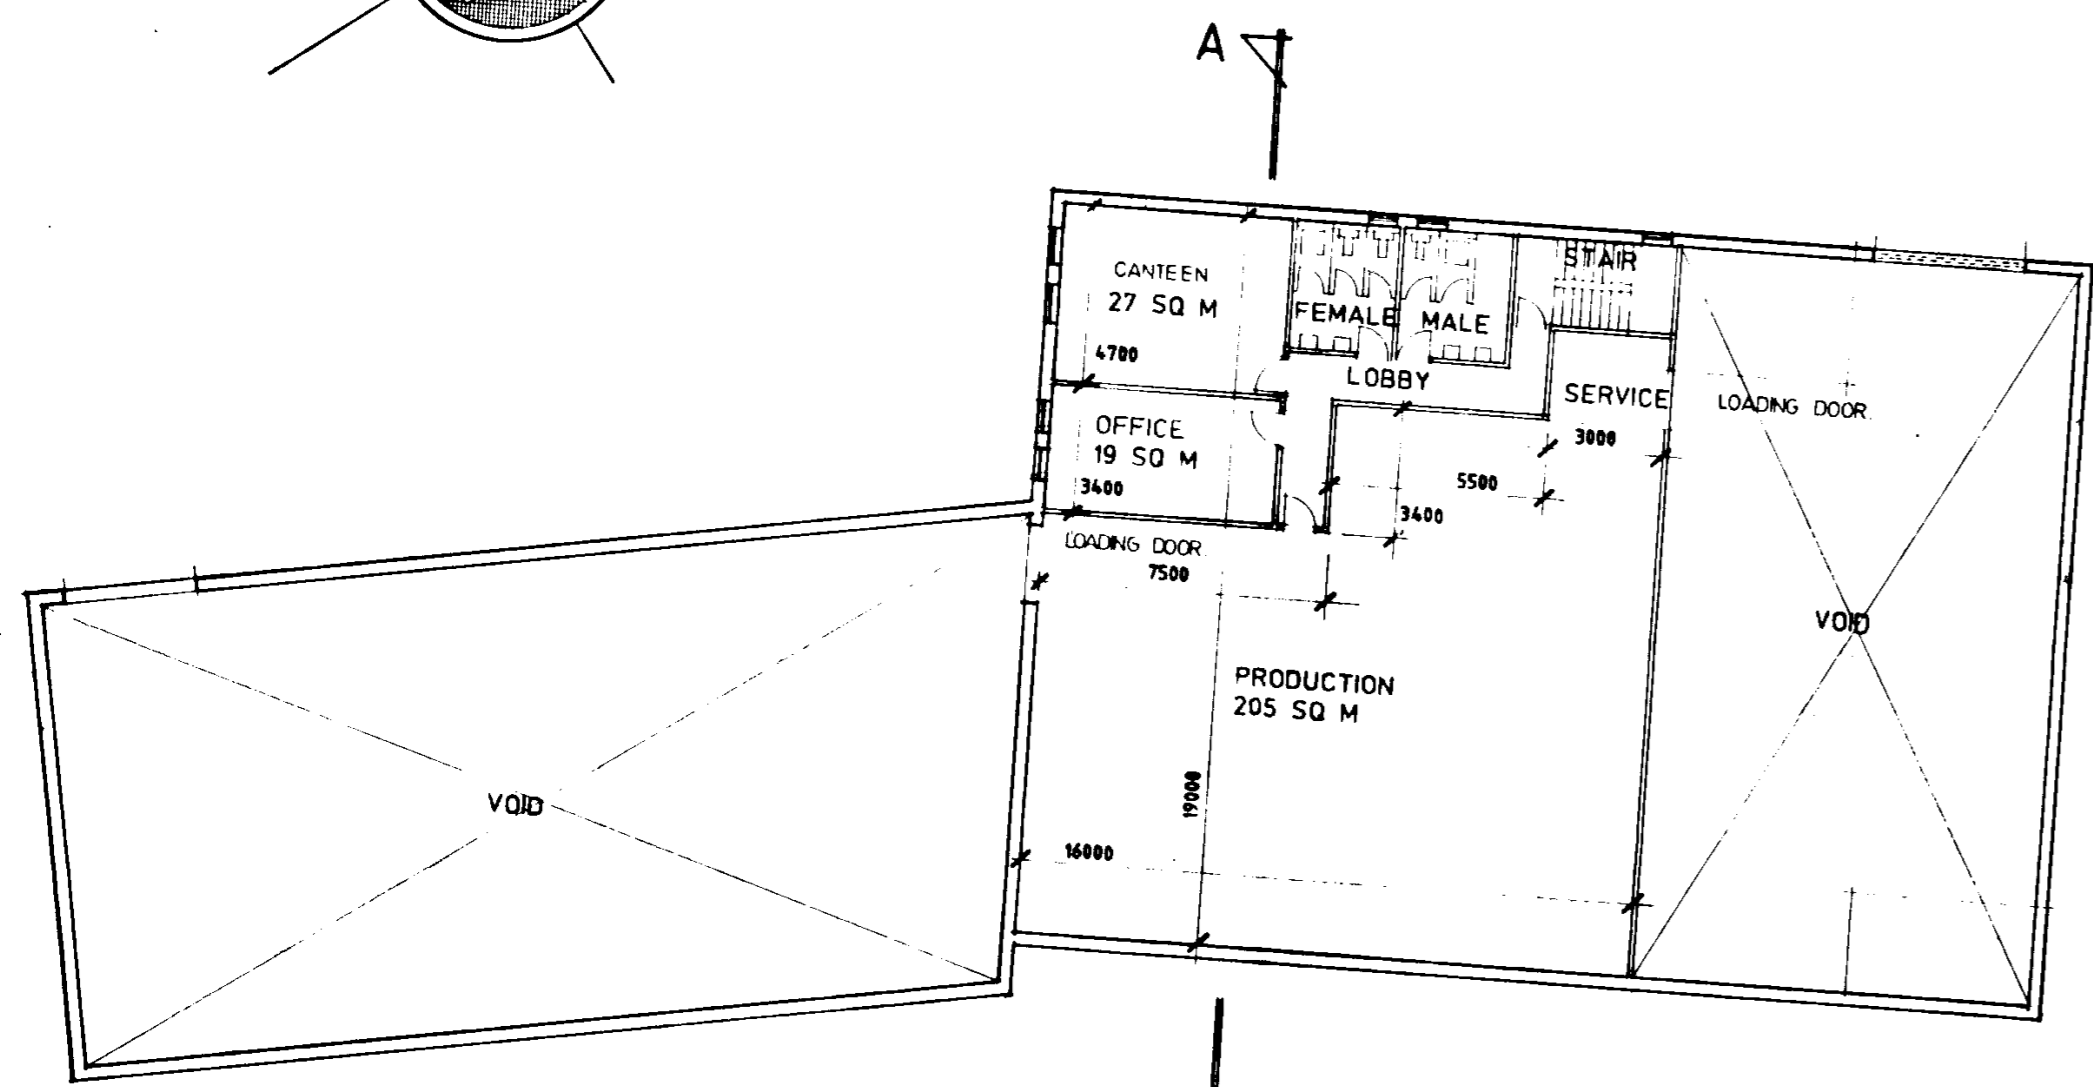 A
CANTEEN
27 SQ M
4700
OFFICE
19 SQ M
3400
FEMALE
MALE
STAIR
LOBBY
SERVICE
3000
5500
3400
LOADING DOOR.
LOADING DOOR.
7500
VOID
PRODUCTION
205 SQ M
19000
16000
VOID